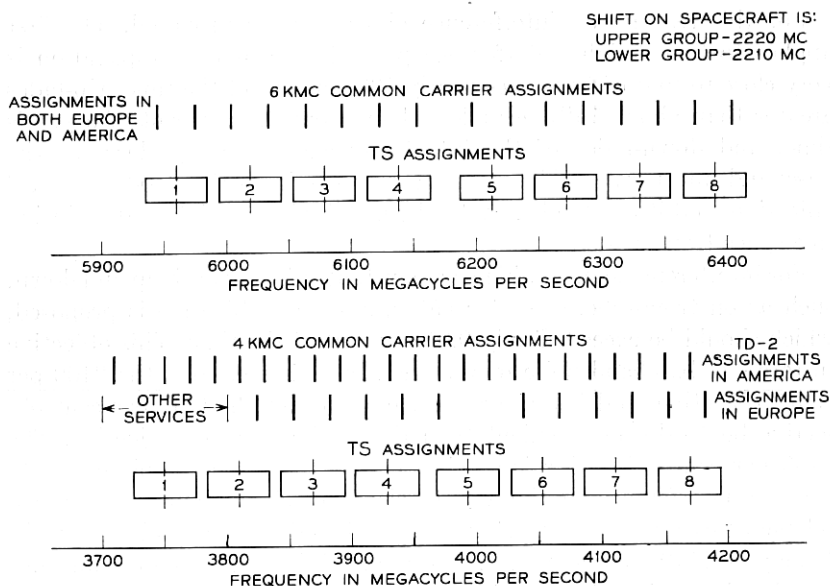 SHIFT ON SPACECRAFT IS:
UPPER GROUP-2220 MC
LOWER GROUP-2210 MC
6 KMC COMMON CARRIER ASSIGNMENTS
ASSIGNMENTS IN
BOTH EUROPE
AND AMERICA
TS ASSIGNMENTS
1 2 3 4 5 6 7 8
5900 6000 6100 6200 6300 6400
FREQUENCY IN MEGACYCLES PER SECOND
4 KMC COMMON CARRIER ASSIGNMENTS
TD-2
ASSIGNMENTS
IN AMERICA
OTHER
SERVICES
ASSIGNMENTS
IN EUROPE
TS ASSIGNMENTS
1 2 3 4 5 6 7 8
3700 3800 3900 4000 4100 4200
FREQUENCY IN MEGACYCLES PER SECOND